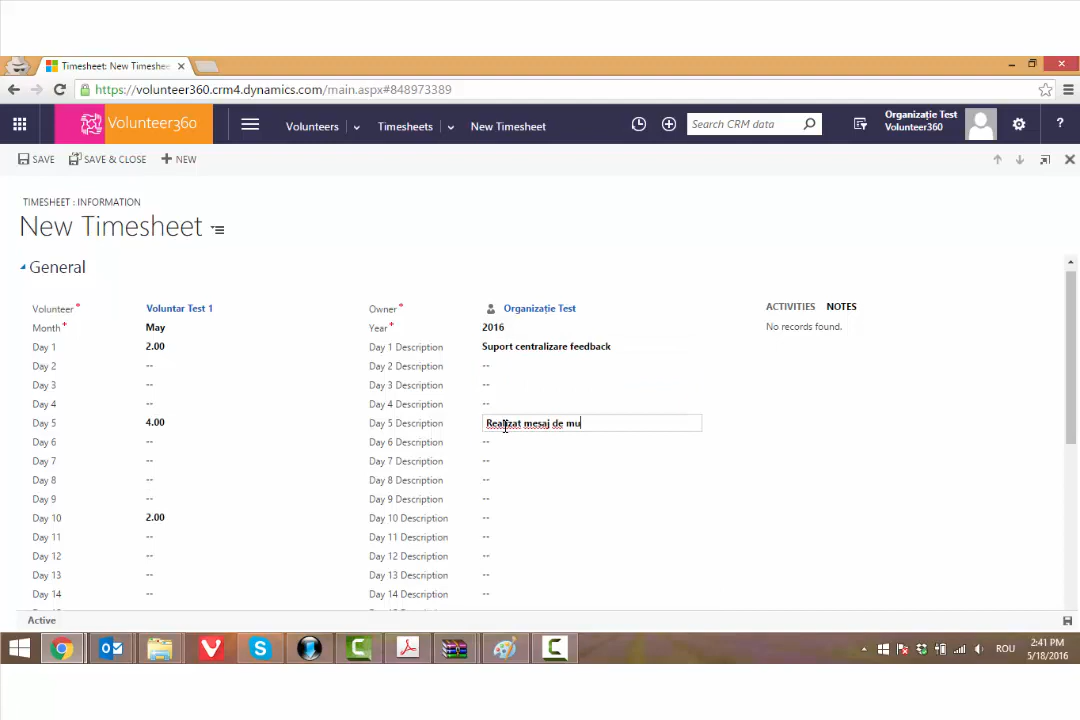 Timesheet: New Timeshee
https://volunteer360.crm4.dynamics.com/main.aspx#848973389
Volunteer360
Volunteers
Timesheets
New Timesheet
Search CRM data
Organizație Test
Volunteer360
?
SAVE
SAVE & CLOSE
NEW
TIMESHEET : INFORMATION
New Timesheet
General
Volunteer * Voluntar Test 1 Owner * Organizație Test ACTIVITIES NOTES
Month * May Year * 2016 No records found.
Day 1 2.00 Day 1 Description Suport centralizare feedback
Day 2 -- Day 2 Description --
Day 3 -- Day 3 Description --
Day 4 -- Day 4 Description --
Day 5 4.00 Day 5 Description Realizat mesaj de mu
Day 6 -- Day 6 Description --
Day 7 -- Day 7 Description --
Day 8 -- Day 8 Description --
Day 9 -- Day 9 Description --
Day 10 2.00 Day 10 Description --
Day 11 -- Day 11 Description --
Day 12 -- Day 12 Description --
Day 13 -- Day 13 Description --
Day 14 -- Day 14 Description --
Active
ROU
2:41 PM
5/18/2016